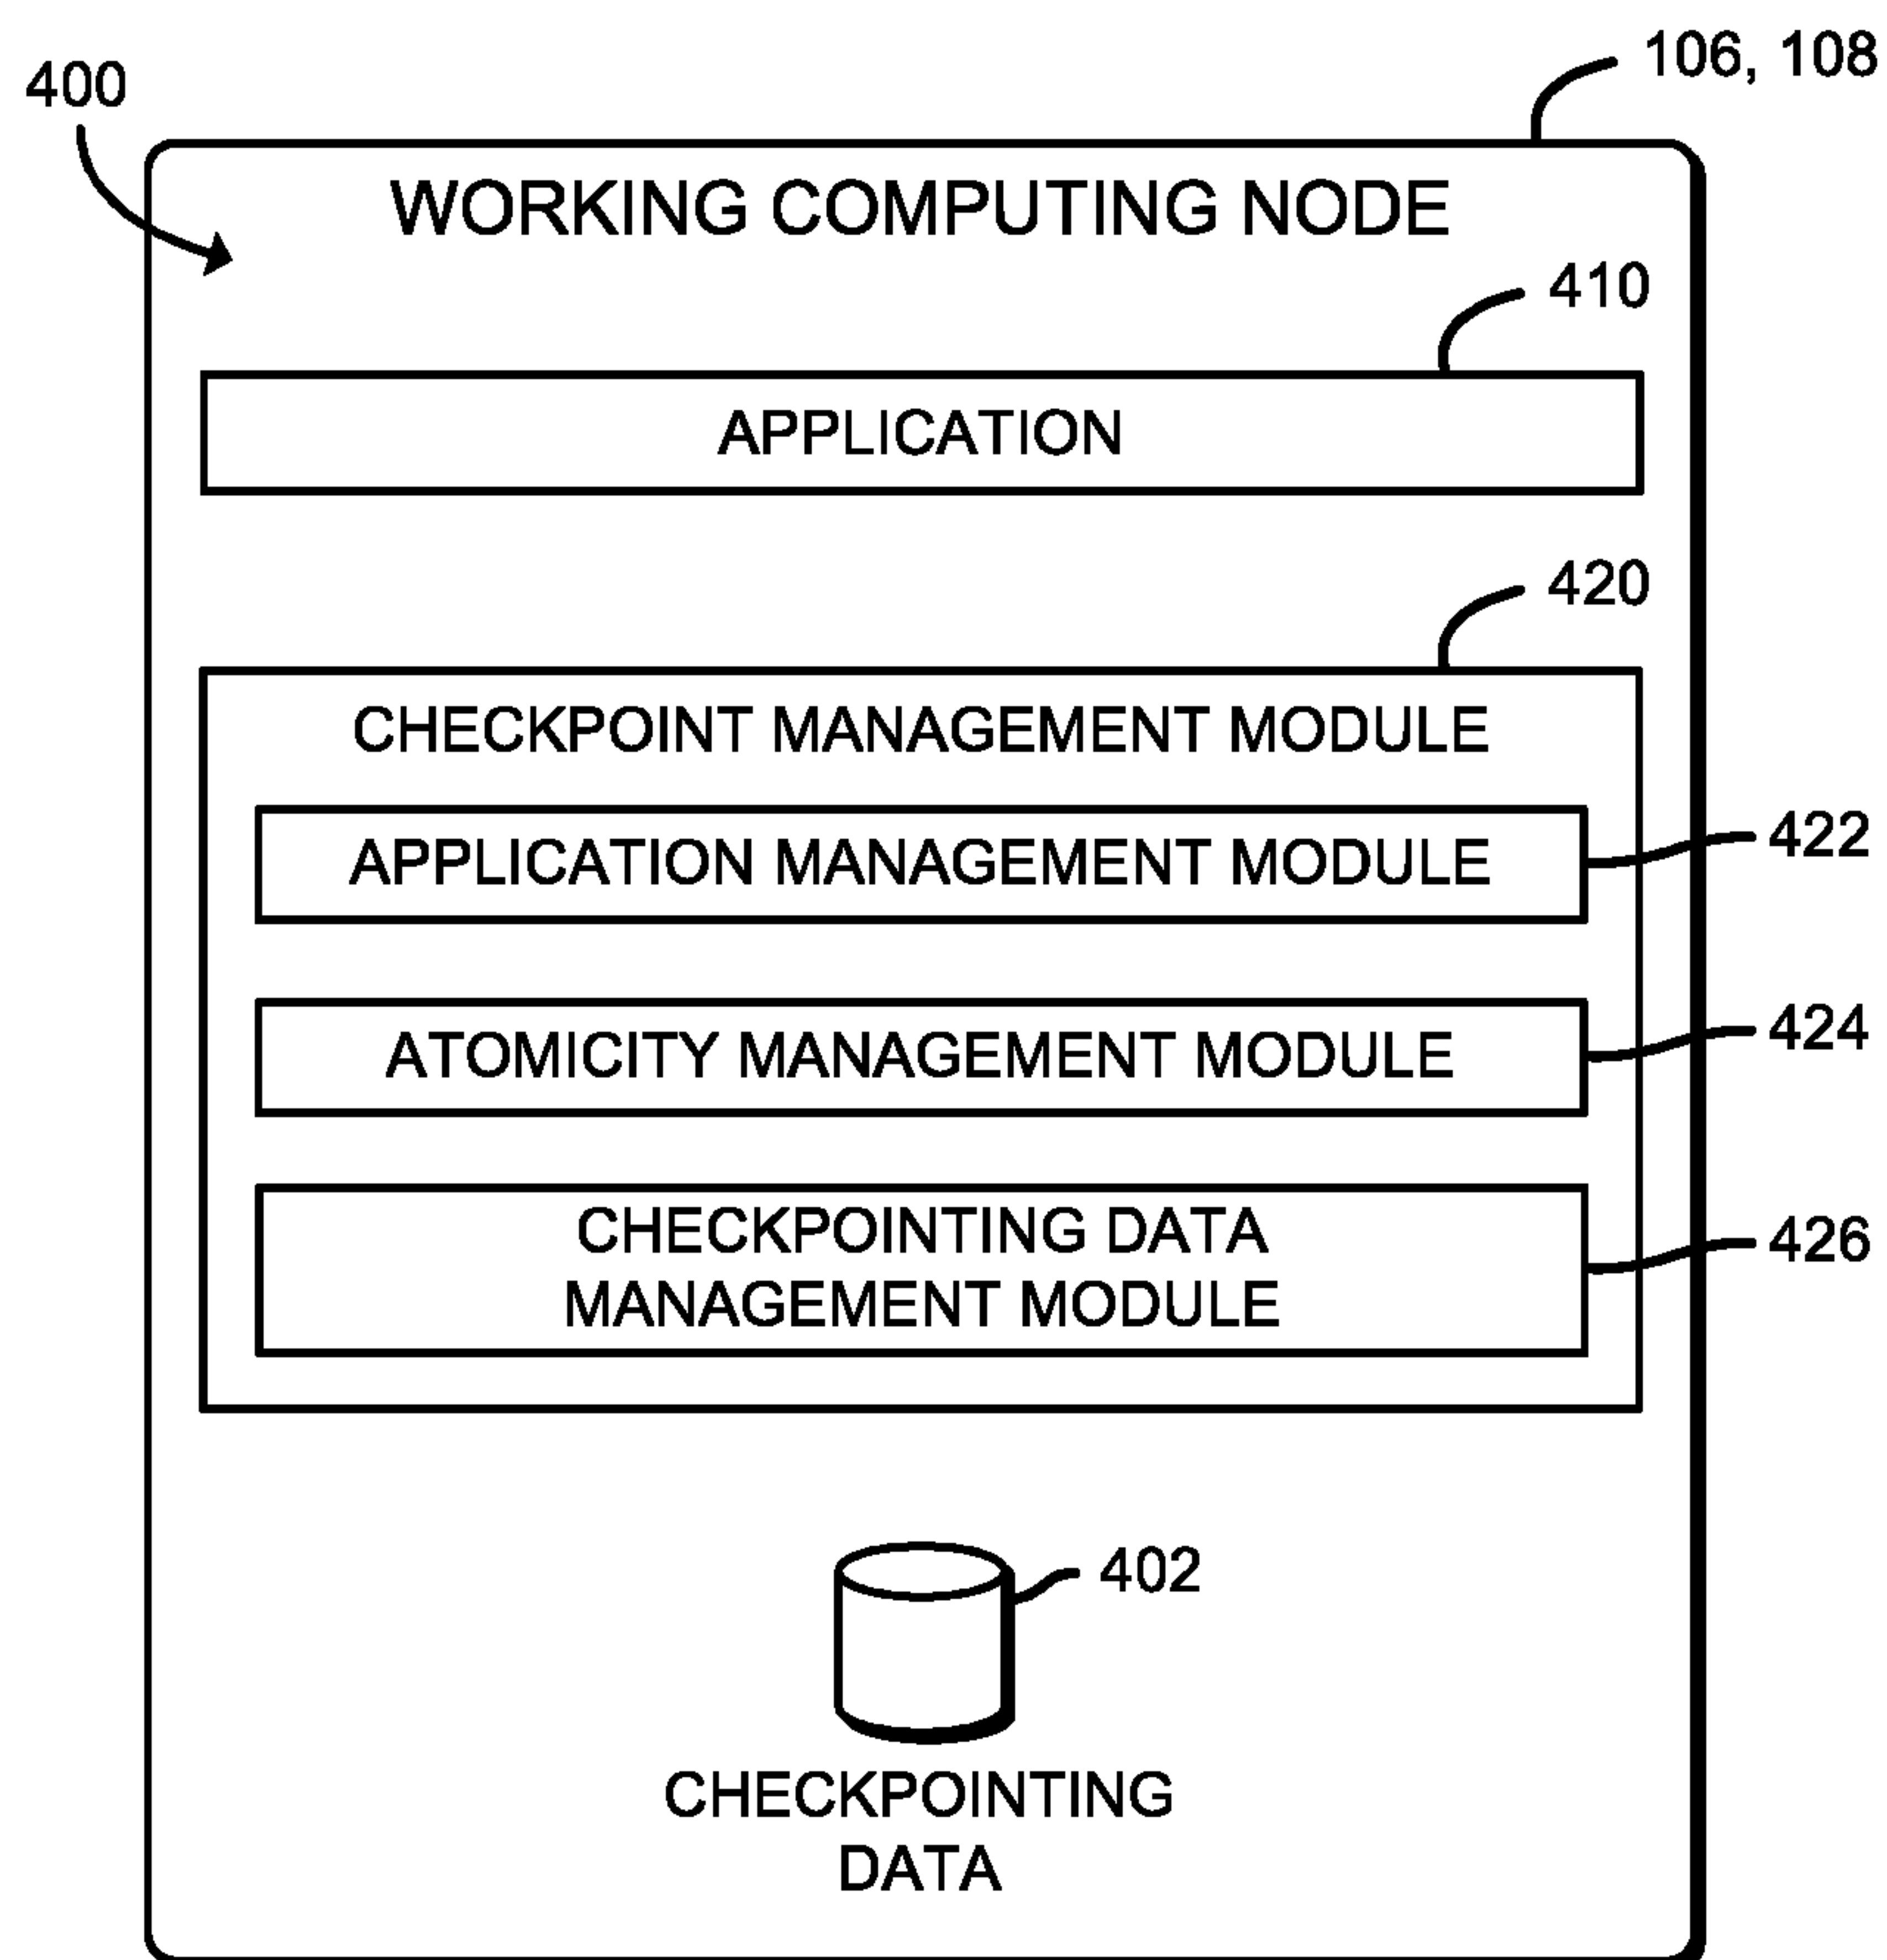 106, 108
400
WORKING COMPUTING NODE
410
APPLICATION
420
CHECKPOINT MANAGEMENT MODULE
APPLICATION MANAGEMENT MODULE
422
ATOMICITY MANAGEMENT MODULE
424
CHECKPOINTING DATA
MANAGEMENT MODULE
426
402
CHECKPOINTING
DATA